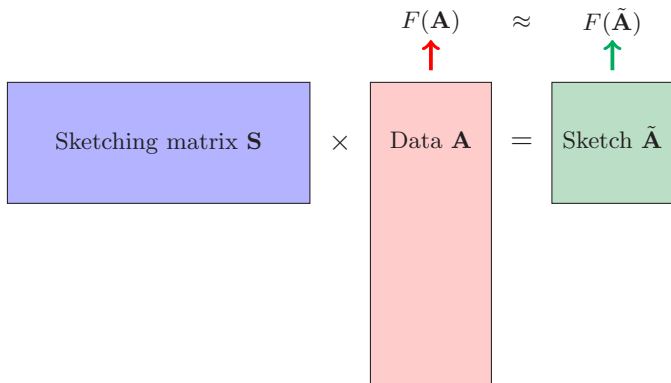 F(𝐀) ≈ F(𝐀̃)
Sketching matrix 𝐒 × Data 𝐀 = Sketch 𝐀̃